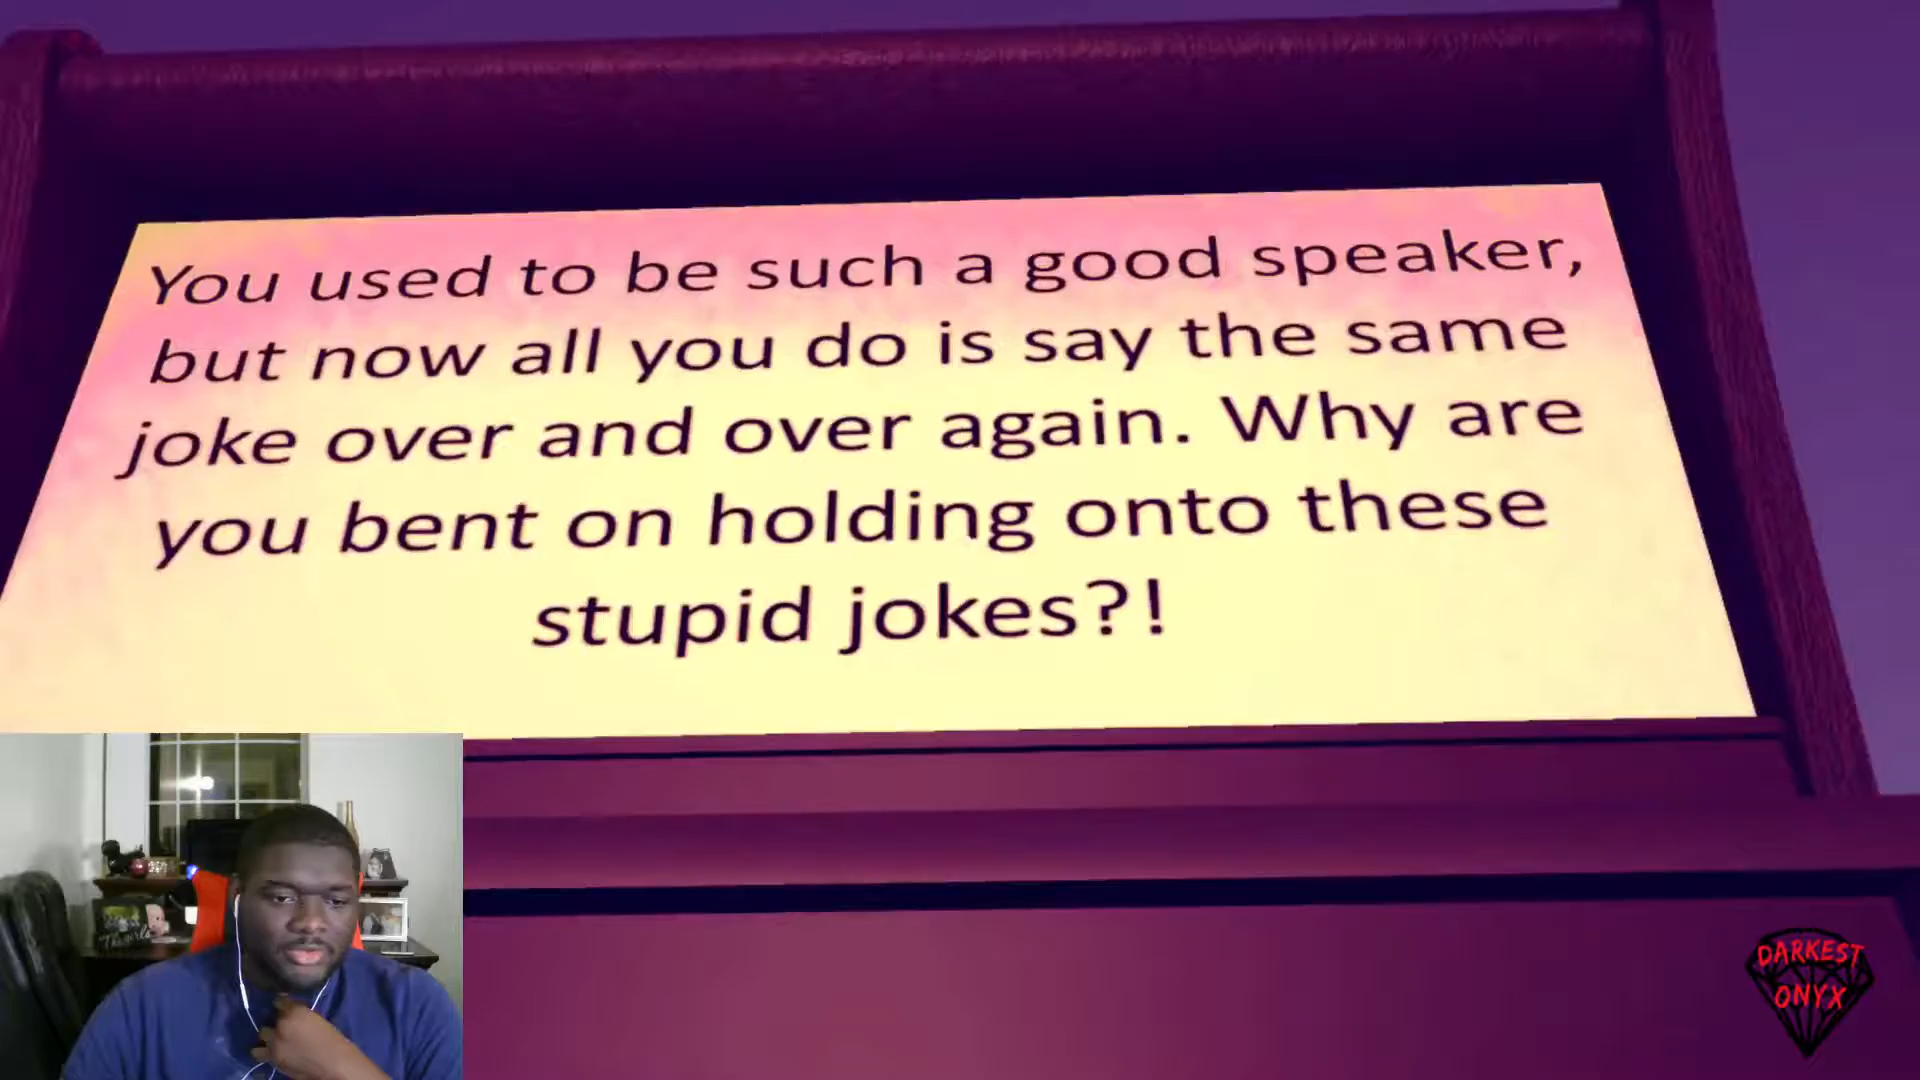 You used to be such a good speaker,
but now all you do is say the same
joke over and over again. Why are
you bent on holding onto these
stupid jokes?!
DARKEST
ONYX